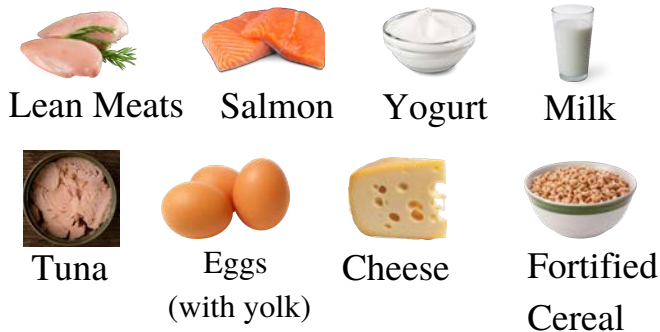 Lean Meats
Salmon
Yogurt
Milk
Tuna
Eggs
(with yolk)
Cheese
Fortified
Cereal